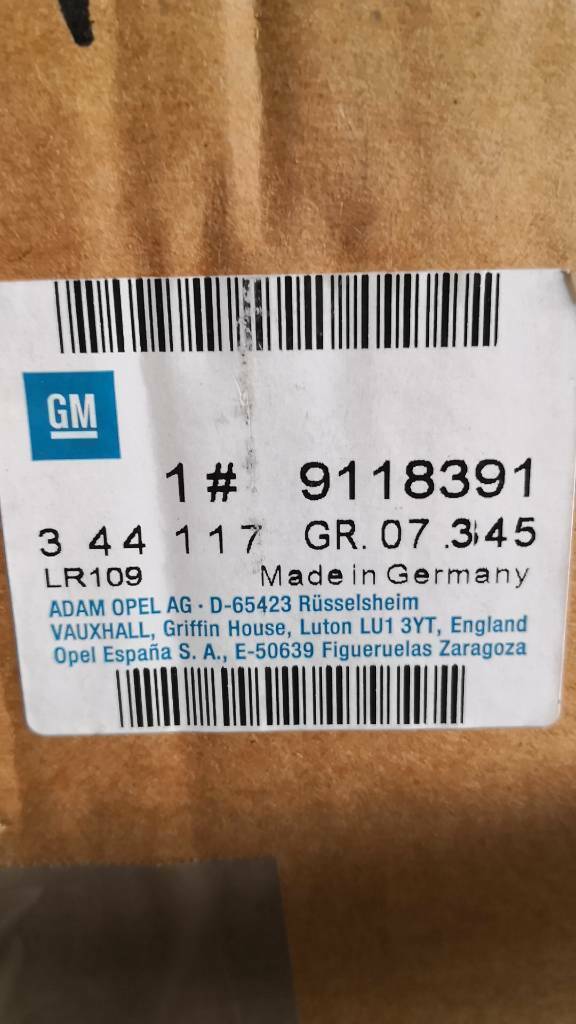 GM
1# 9118391
3 44 117 GR. 07.345
LR109 Made in Germany
ADAM OPEL AG · D-65423 Rüsselsheim
VAUXHALL, Griffin House, Luton LU1 3YT, England
Opel España S. A., E-50639 Figueruelas Zaragoza